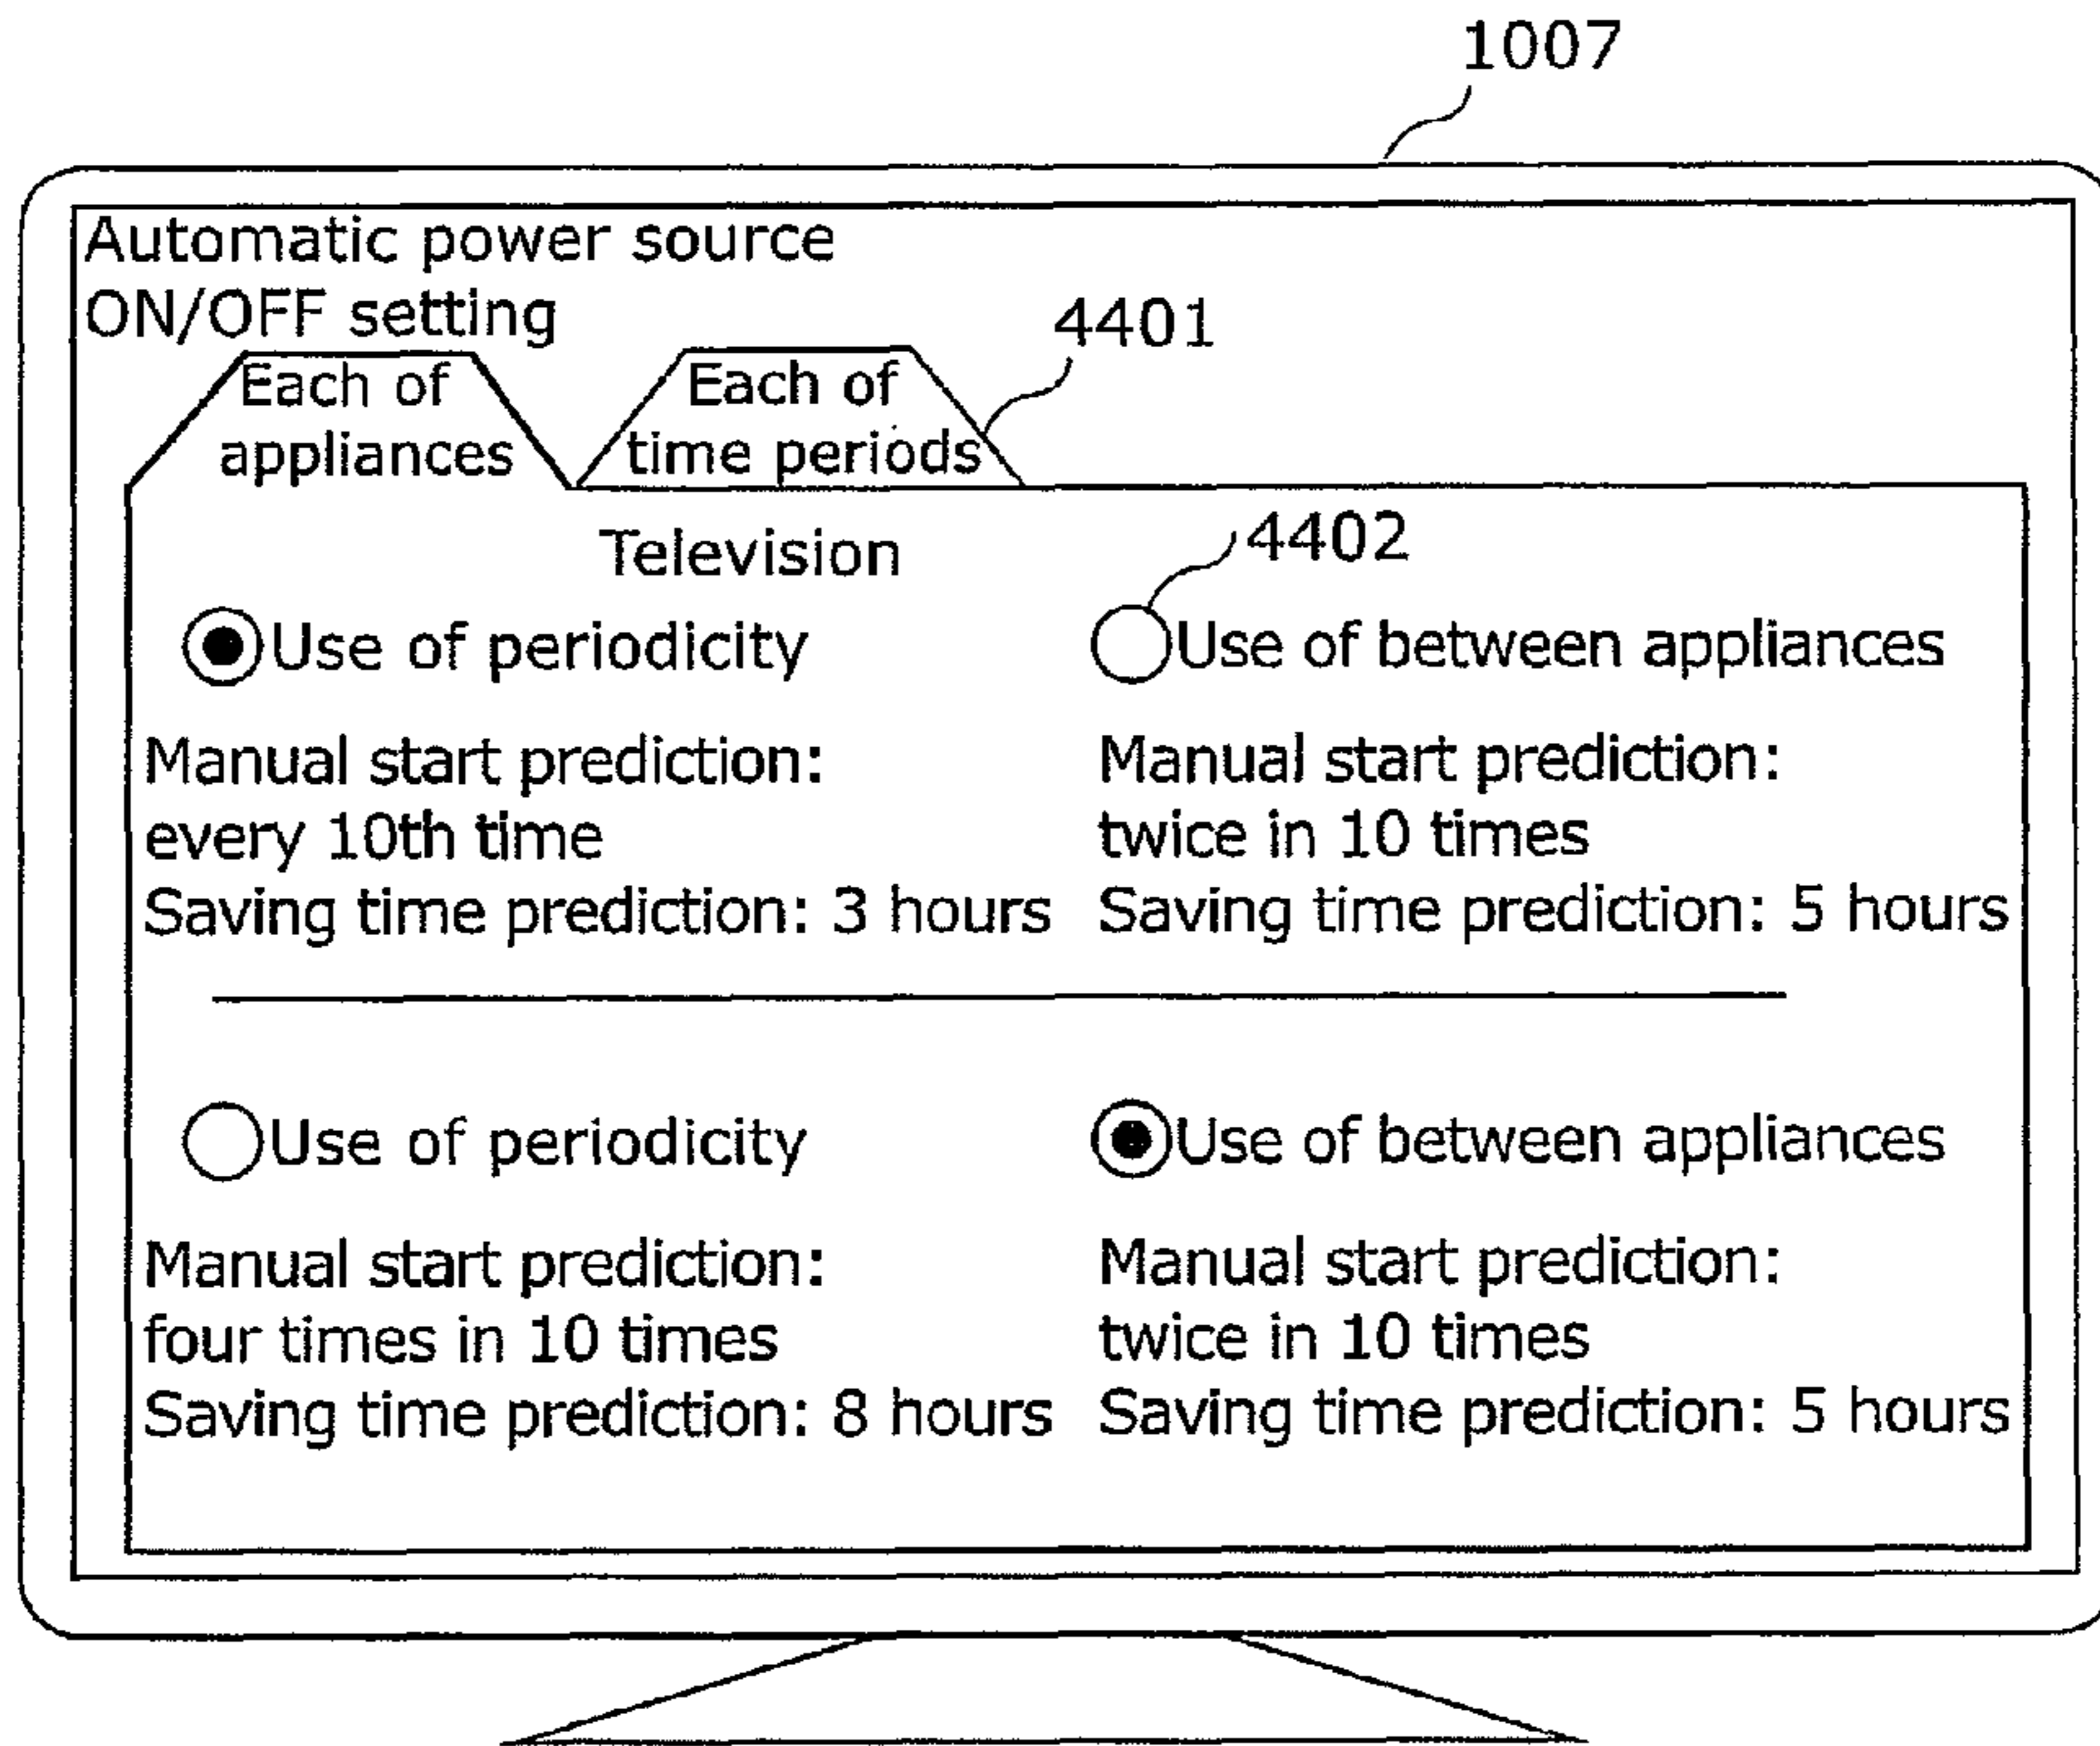 1007
Automatic power source
ON/OFF setting
4401
Each of
appliances
Each of
time periods
Television
4402
Use of periodicity
Use of between appliances
Manual start prediction:
every 10th time
Saving time prediction: 3 hours
Manual start prediction:
twice in 10 times
Saving time prediction: 5 hours
Use of periodicity
Use of between appliances
Manual start prediction:
four times in 10 times
Saving time prediction: 8 hours
Manual start prediction:
twice in 10 times
Saving time prediction: 5 hours